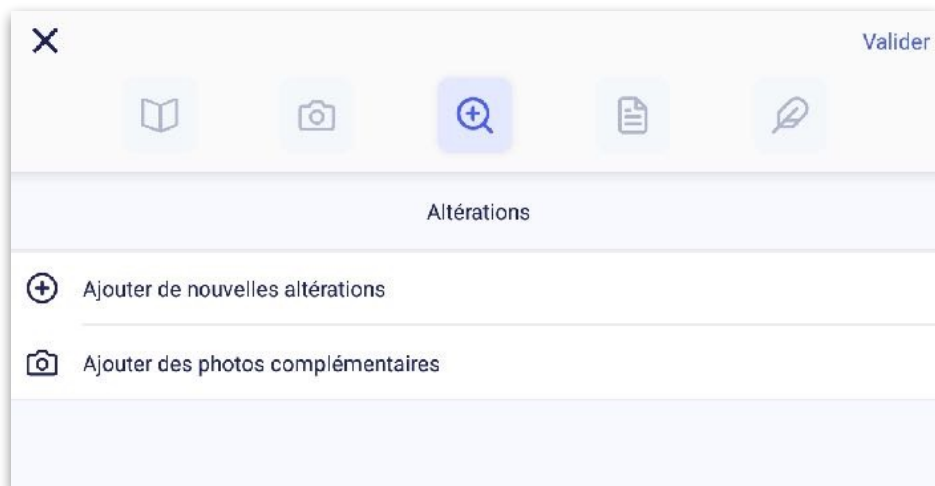 Valider
Altérations
Ajouter de nouvelles altérations
Ajouter des photos complémentaires